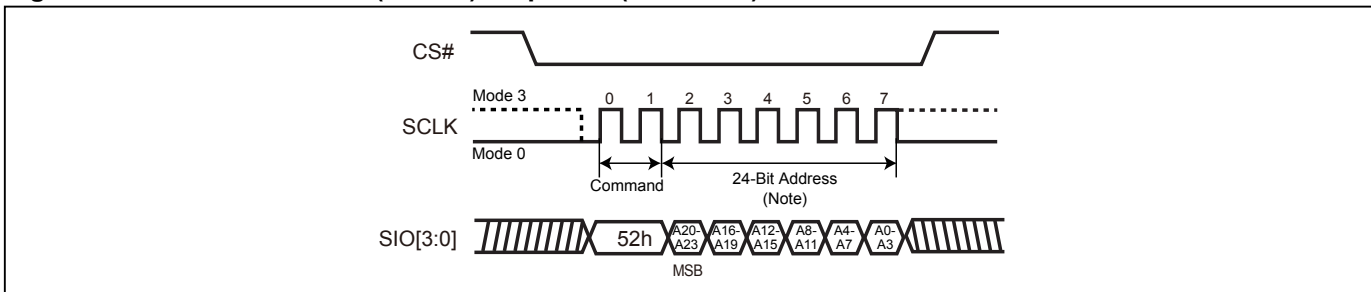 CS#
Mode 3
0 1 2 3 4 5 6 7
SCLK
Mode 0
Command
24-Bit Address
(Note)
SIO[3:0]
52h
A20-
A23
A16-
A19
A12-
A15
A8-
A11
A4-
A7
A0-
A3
MSB